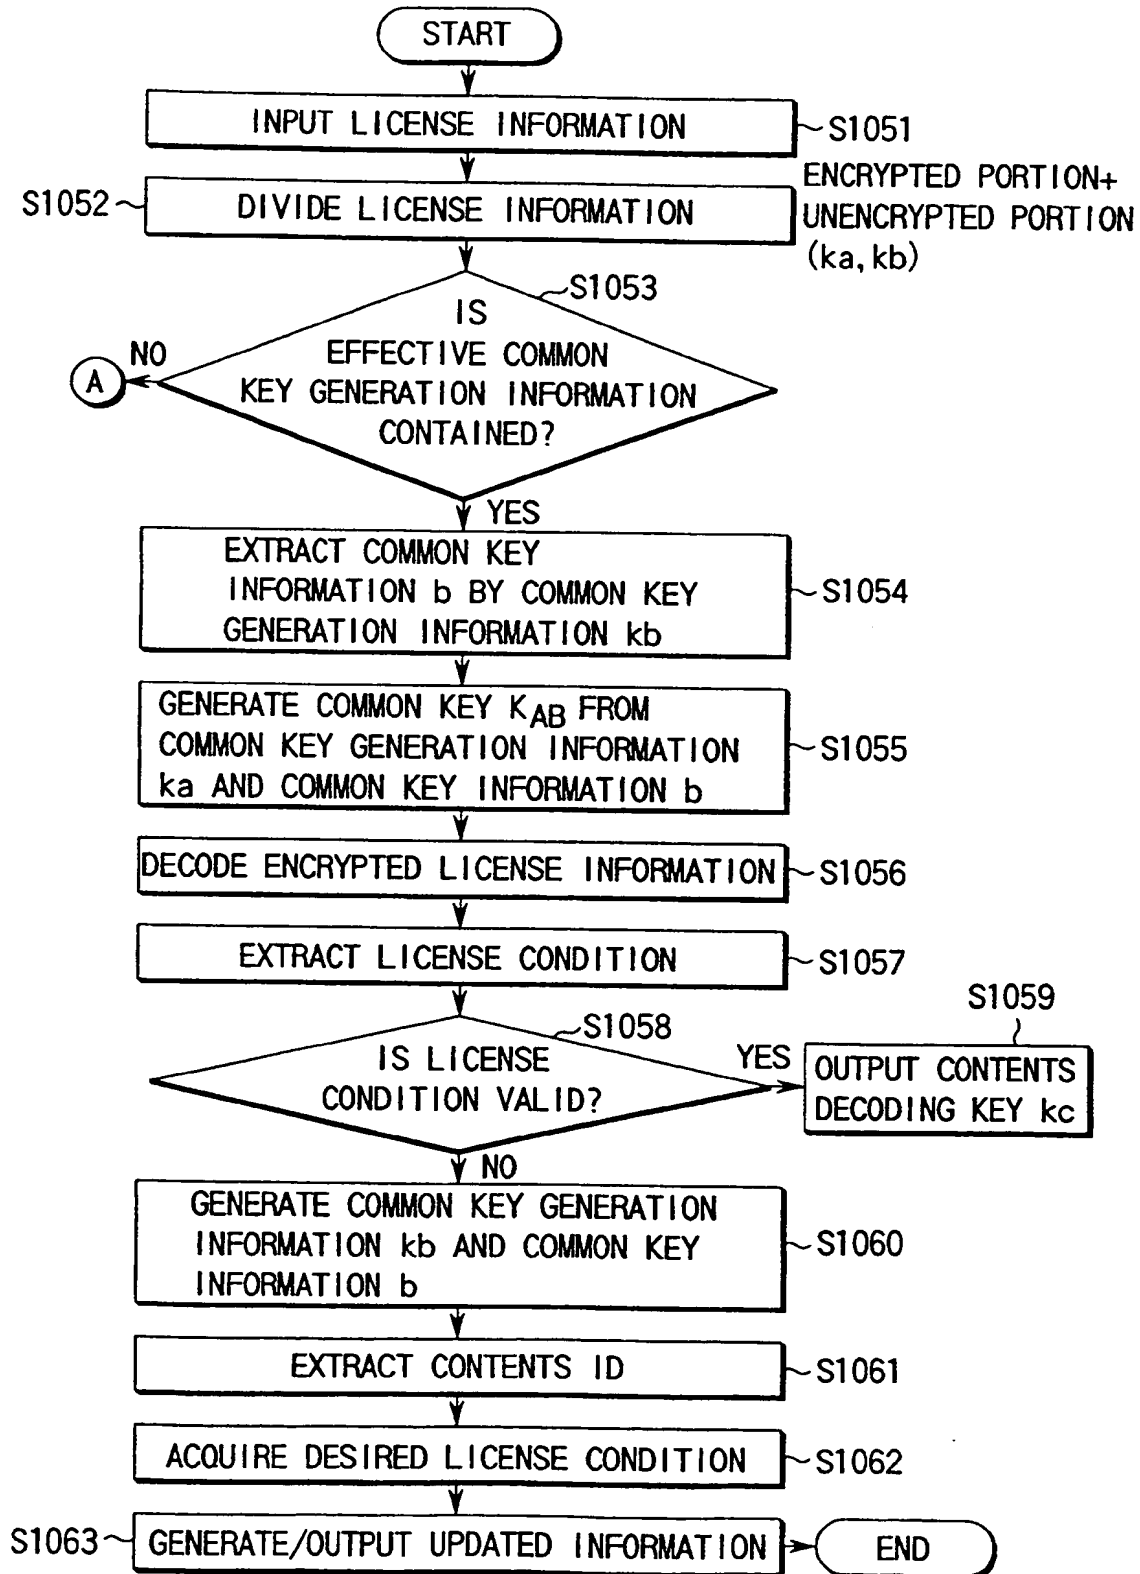 START
INPUT LICENSE INFORMATION
S1051
S1052
DIVIDE LICENSE INFORMATION
ENCRYPTED PORTION+
UNENCRYPTED PORTION
(ka, kb)
S1053
IS
EFFECTIVE COMMON
KEY GENERATION INFORMATION
CONTAINED?
NO
A
YES
EXTRACT COMMON KEY
INFORMATION b BY COMMON KEY
GENERATION INFORMATION kb
S1054
GENERATE COMMON KEY KAB FROM
COMMON KEY GENERATION INFORMATION
ka AND COMMON KEY INFORMATION b
S1055
DECODE ENCRYPTED LICENSE INFORMATION
S1056
EXTRACT LICENSE CONDITION
S1057
S1058
IS LICENSE
CONDITION VALID?
YES
S1059
OUTPUT CONTENTS
DECODING KEY kc
NO
GENERATE COMMON KEY GENERATION
INFORMATION kb AND COMMON KEY
INFORMATION b
S1060
EXTRACT CONTENTS ID
S1061
ACQUIRE DESIRED LICENSE CONDITION
S1062
S1063
GENERATE/OUTPUT UPDATED INFORMATION
END